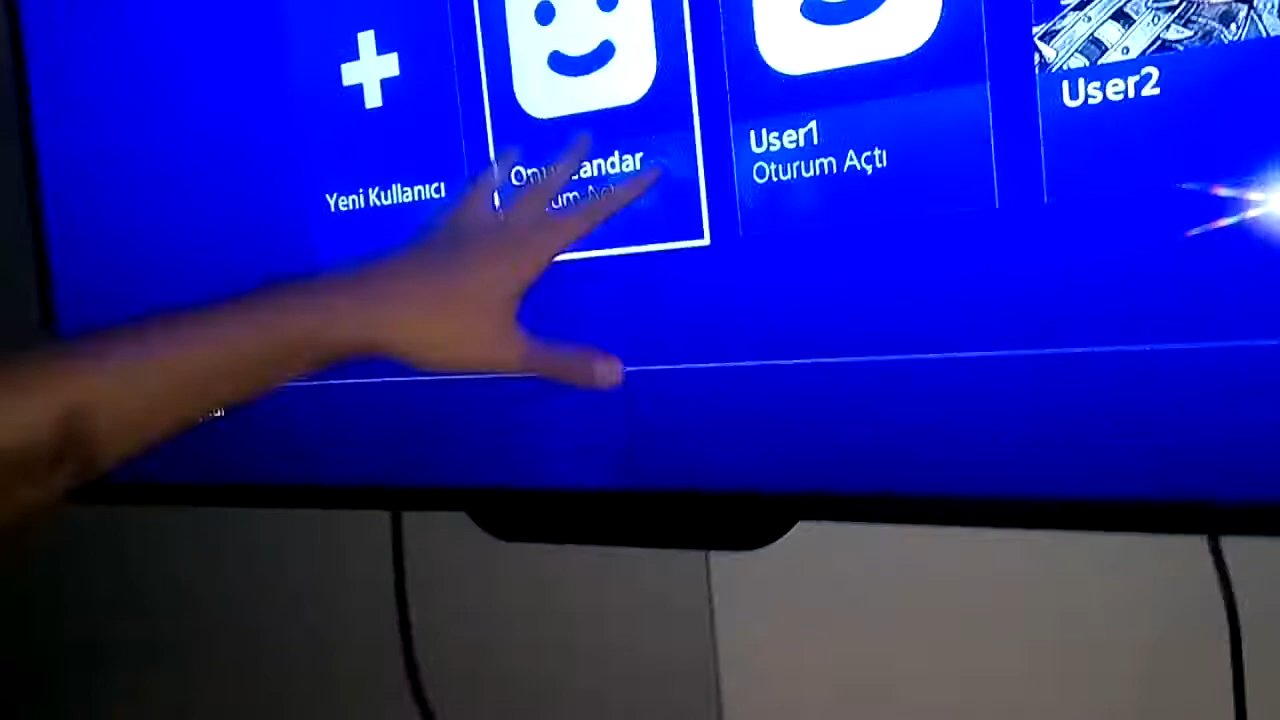 Yeni Kullanıcı
User1
Oturum Açtı
User2